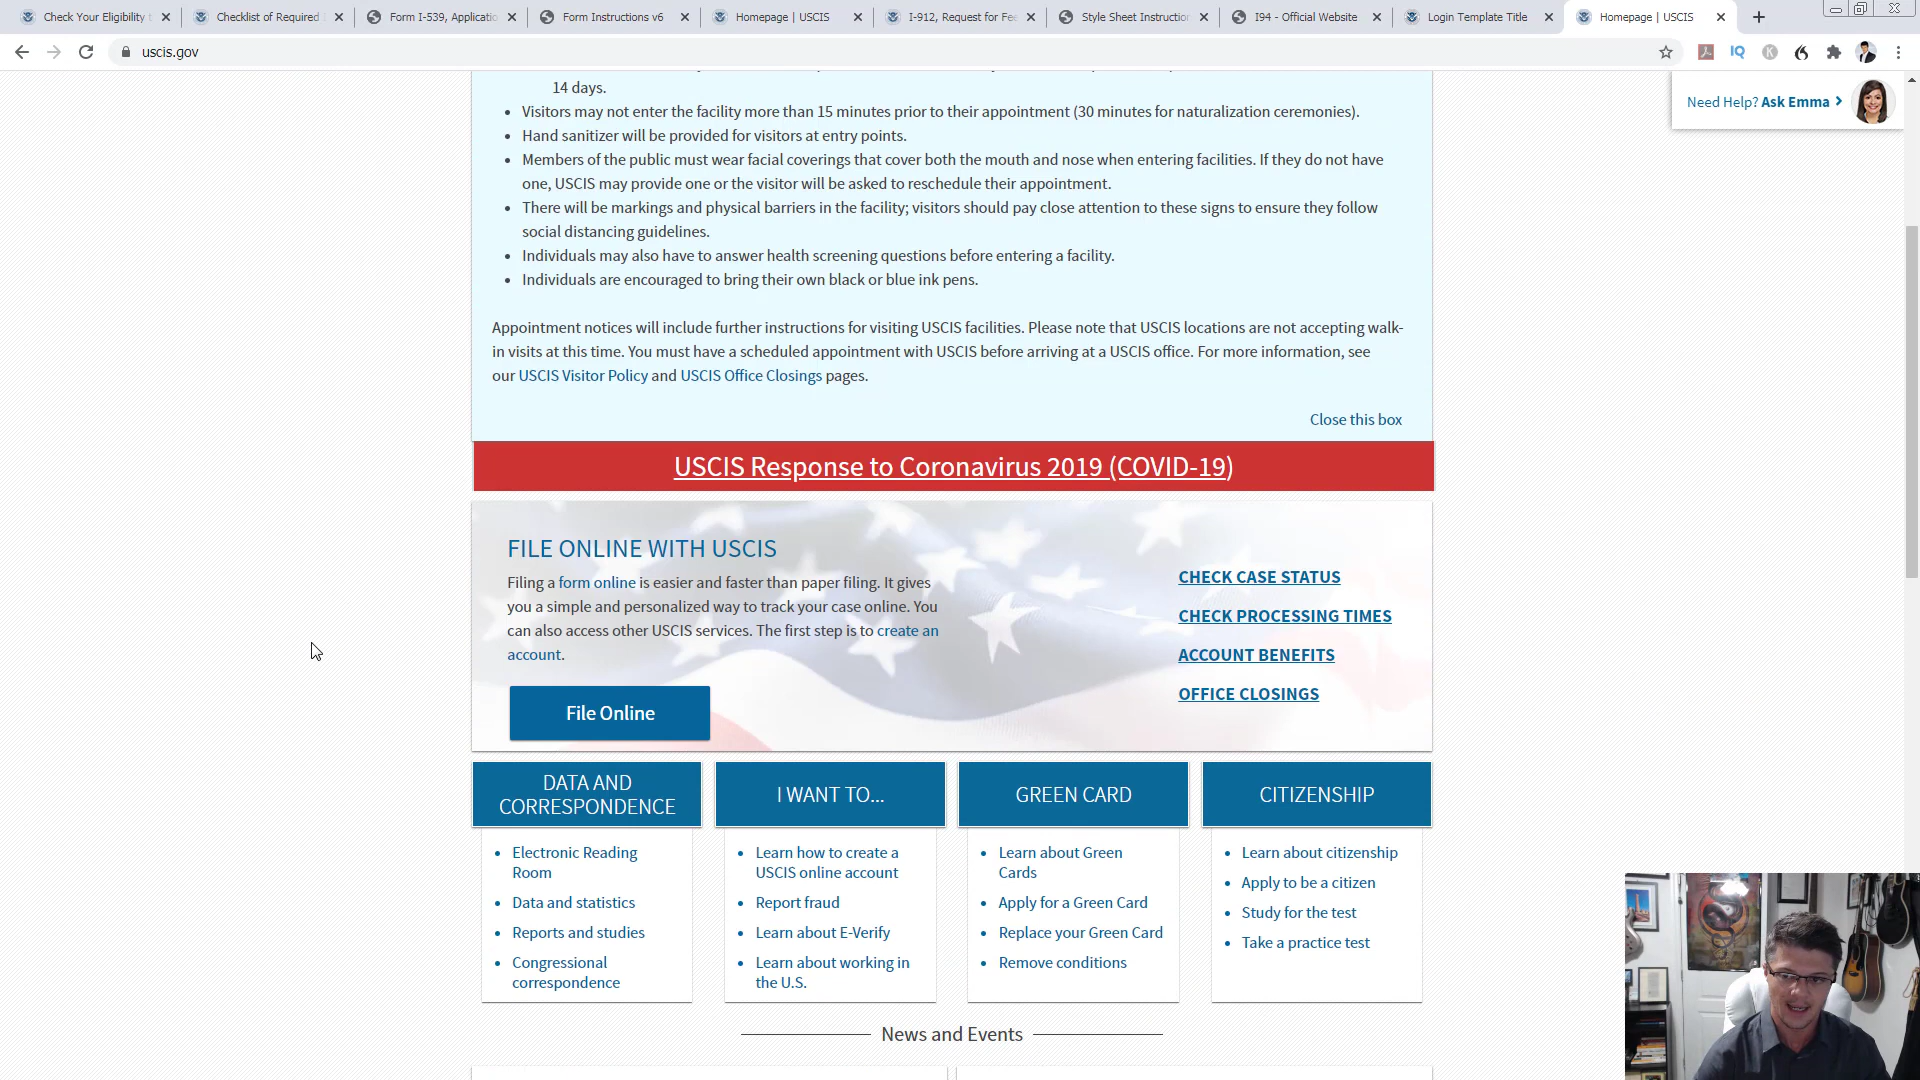 Check Your Eligibility t
Checklist of Required I
Form I-539, Applicatio
Form Instructions v6
Homepage | USCIS
I-912, Request for Fee
Style Sheet Instruction
I94 - Official Website
Login Template Title
Homepage | USCIS
uscis.gov
Need Help? Ask Emma
14 days.
• Visitors may not enter the facility more than 15 minutes prior to their appointment (30 minutes for naturalization ceremonies).
• Hand sanitizer will be provided for visitors at entry points.
• Members of the public must wear facial coverings that cover both the mouth and nose when entering facilities. If they do not have
one, USCIS may provide one or the visitor will be asked to reschedule their appointment.
• There will be markings and physical barriers in the facility; visitors should pay close attention to these signs to ensure they follow
social distancing guidelines.
• Individuals may also have to answer health screening questions before entering a facility.
• Individuals are encouraged to bring their own black or blue ink pens.
Appointment notices will include further instructions for visiting USCIS facilities. Please note that USCIS locations are not accepting walk-
in visits at this time. You must have a scheduled appointment with USCIS before arriving at a USCIS office. For more information, see
our USCIS Visitor Policy and USCIS Office Closings pages.
Close this box
USCIS Response to Coronavirus 2019 (COVID-19)
FILE ONLINE WITH USCIS
Filing a form online is easier and faster than paper filing. It gives
you a simple and personalized way to track your case online. You
can also access other USCIS services. The first step is to create an
account.
File Online
CHECK CASE STATUS
CHECK PROCESSING TIMES
ACCOUNT BENEFITS
OFFICE CLOSINGS
DATA AND
CORRESPONDENCE
• Electronic Reading
Room
• Data and statistics
• Reports and studies
• Congressional
correspondence
I WANT TO...
• Learn how to create a
USCIS online account
• Report fraud
• Learn about E-Verify
• Learn about working in
the U.S.
GREEN CARD
• Learn about Green
Cards
• Apply for a Green Card
• Replace your Green Card
• Remove conditions
CITIZENSHIP
• Learn about citizenship
• Apply to be a citizen
• Study for the test
• Take a practice test
News and Events